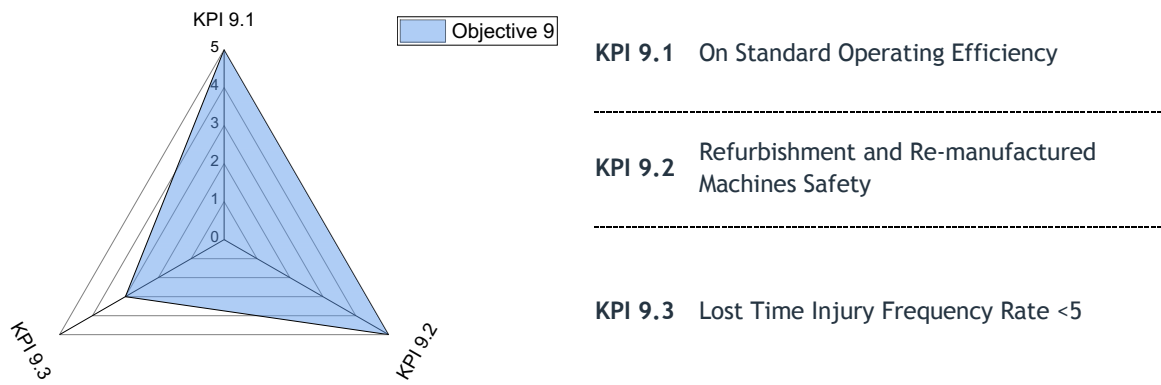 KPI 9.1
Objective 9
5
4
3
2
1
0
KPI 9.3
KPI 9.2
KPI 9.1 On Standard Operating Efficiency
KPI 9.2 Refurbishment and Re-manufactured
Machines Safety
KPI 9.3 Lost Time Injury Frequency Rate <5